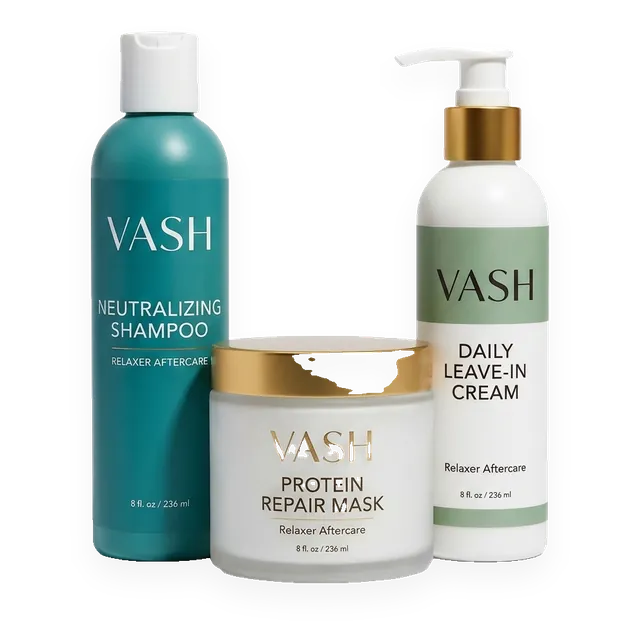 VASH
NEUTRALIZING
SHAMPOO
RELAXER AFTERCARE
8 fl. oz / 236 ml
VASH
PROTEIN
REPAIR MASK
Relaxer Aftercare
8 fl. oz / 236 ml
VASH
DAILY
LEAVE-IN
CREAM
Relaxer Aftercare
8 fl. oz / 236 ml